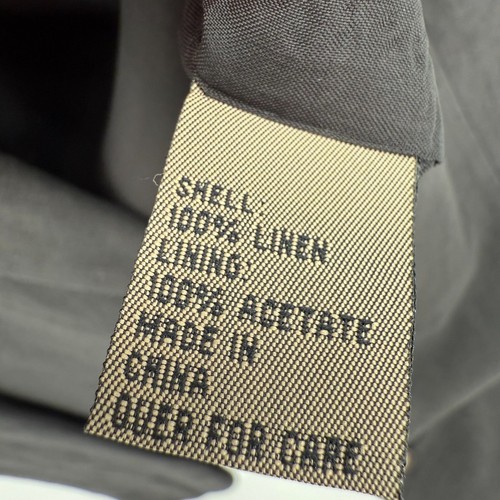 SHELL:
100% LINEN
LINING.
100% ACETATE
MADE IN
CHINA
OVER FOR CARE